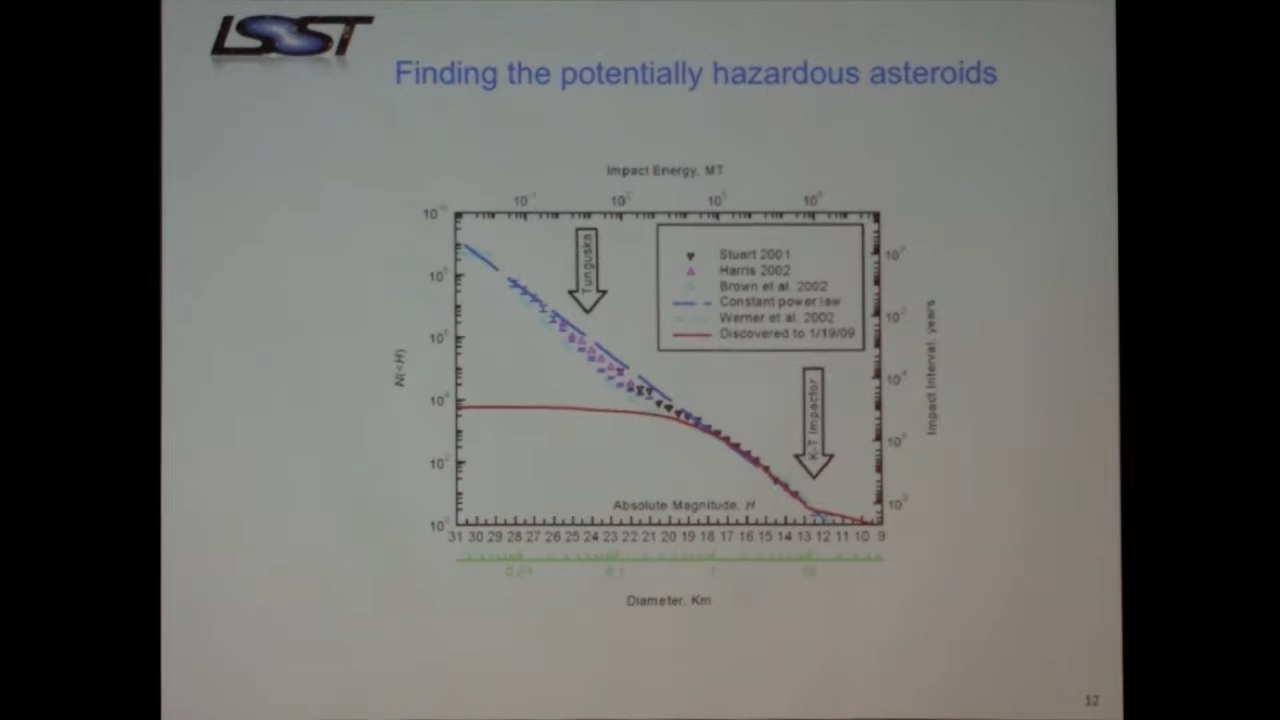 LSST
Finding the potentially hazardous asteroids
Impact Energy, MT
Tunguska
Stuart 2001
Harris 2002
Brown et al. 2002
Constant power law
Werner et al. 2002
Discovered to 1/19/09
K-T Impactor
N(<H)
Impact Interval, years
Absolute Magnitude, H
31 30 29 28 27 26 25 24 23 22 21 20 19 18 17 16 15 14 13 12 11 10 9
Diameter, Km